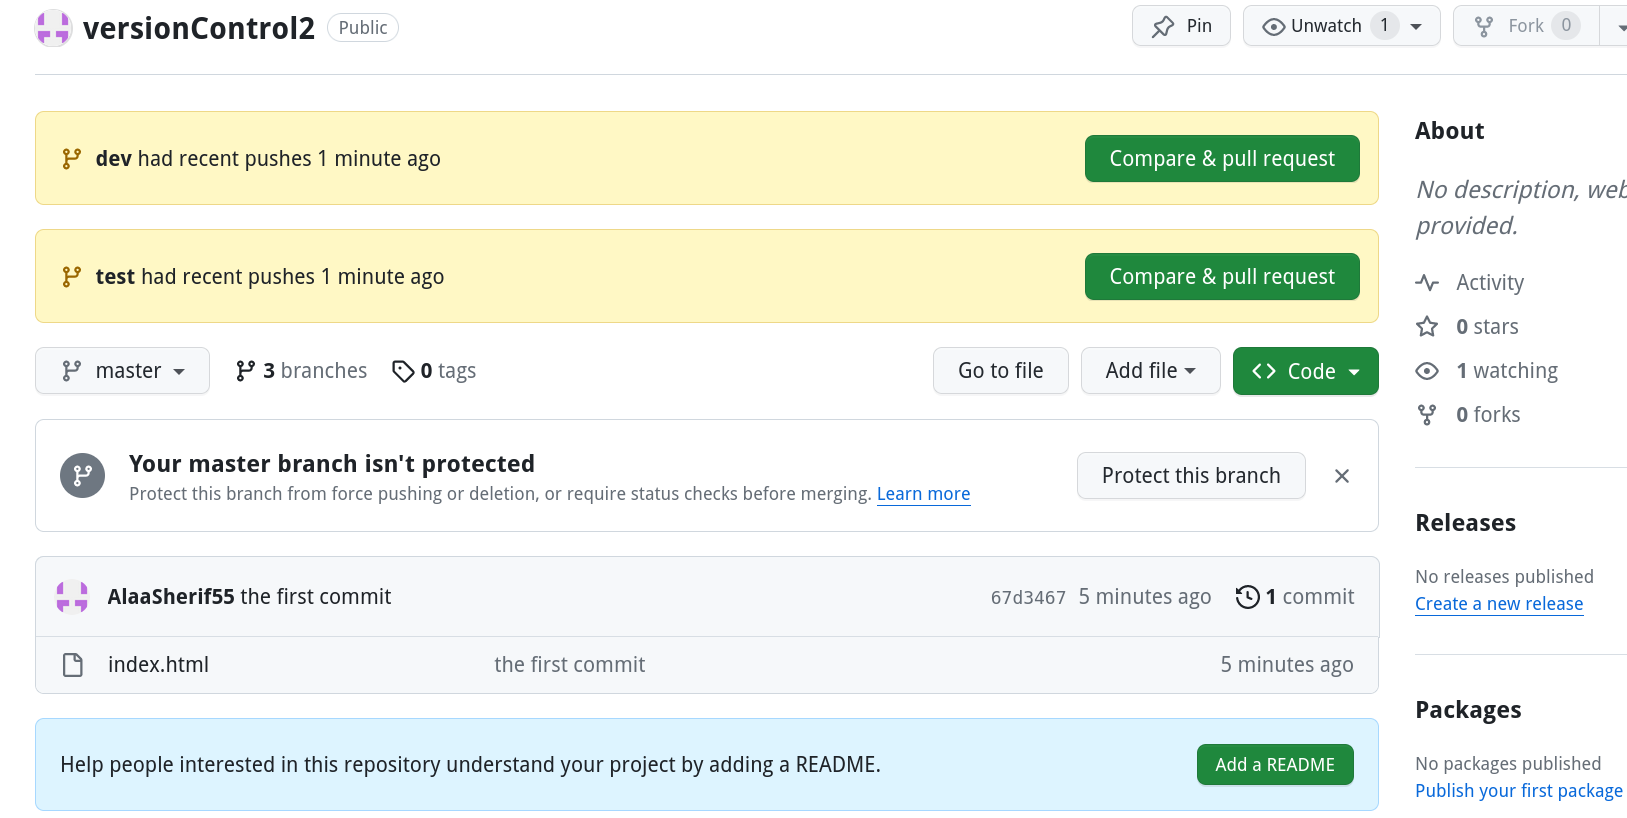 versionControl2 Public
Pin
Unwatch 1
Fork 0
dev had recent pushes 1 minute ago
Compare & pull request
test had recent pushes 1 minute ago
Compare & pull request
master
3 branches
0 tags
Go to file
Add file
Code
Your master branch isn't protected
Protect this branch from force pushing or deletion, or require status checks before merging. Learn more
Protect this branch
AlaaSherif55 the first commit
67d3467 5 minutes ago
1 commit
index.html
the first commit
5 minutes ago
Help people interested in this repository understand your project by adding a README.
Add a README
About
No description, web
provided.
Activity
0 stars
1 watching
0 forks
Releases
No releases published
Create a new release
Packages
No packages published
Publish your first package